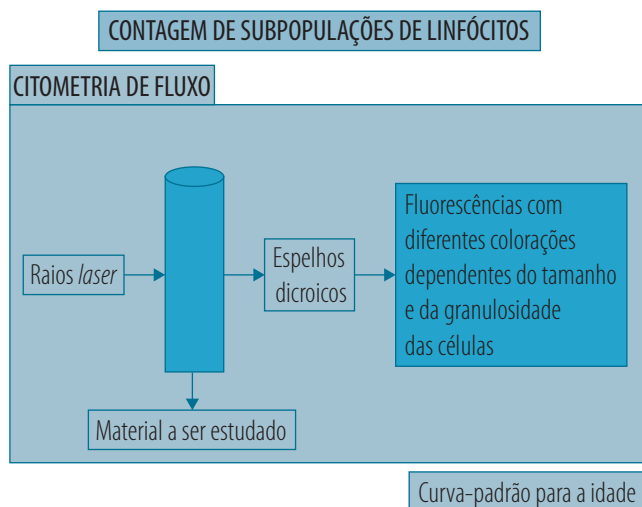 CONTAGEM DE SUBPOPULAÇÕES DE LINFÓCITOS
CITOMETRIA DE FLUXO
Raios laser
Espelhos
dicroicos
Fluorescências com
diferentes colorações
dependentes do tamanho
e da granulosidade
das células
Material a ser estudado
Curva-padrão para a idade